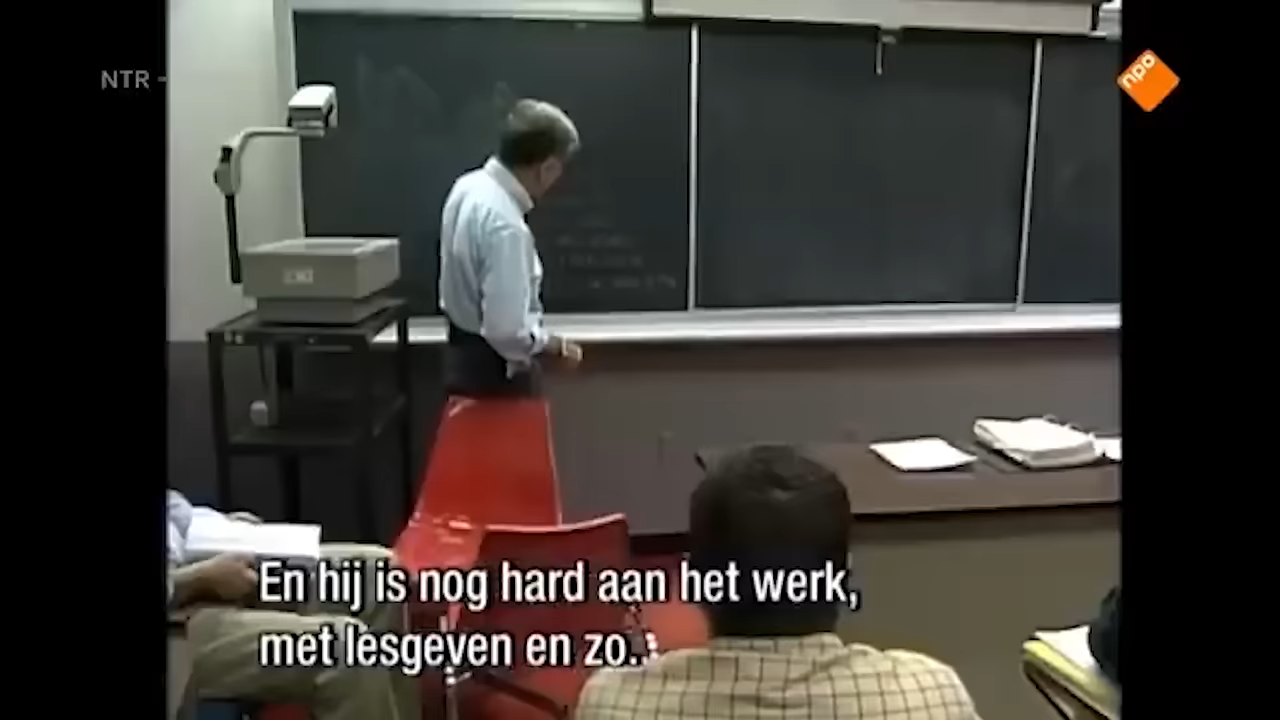 NTR -
npo
En hij is nog hard aan het werk,
met lesgeven en zo..